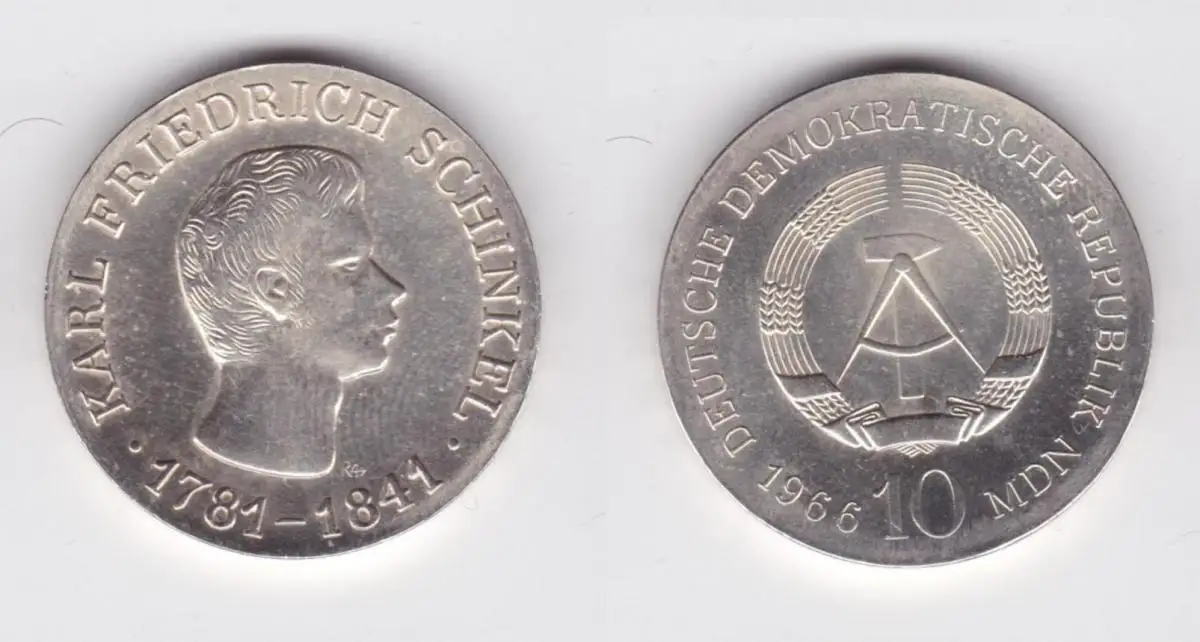 KARL FRIEDRICH SCHINKEL
· 1781–1841 ·
DEUTSCHE DEMOKRATISCHE REPUBLIK
1966 10 MDN